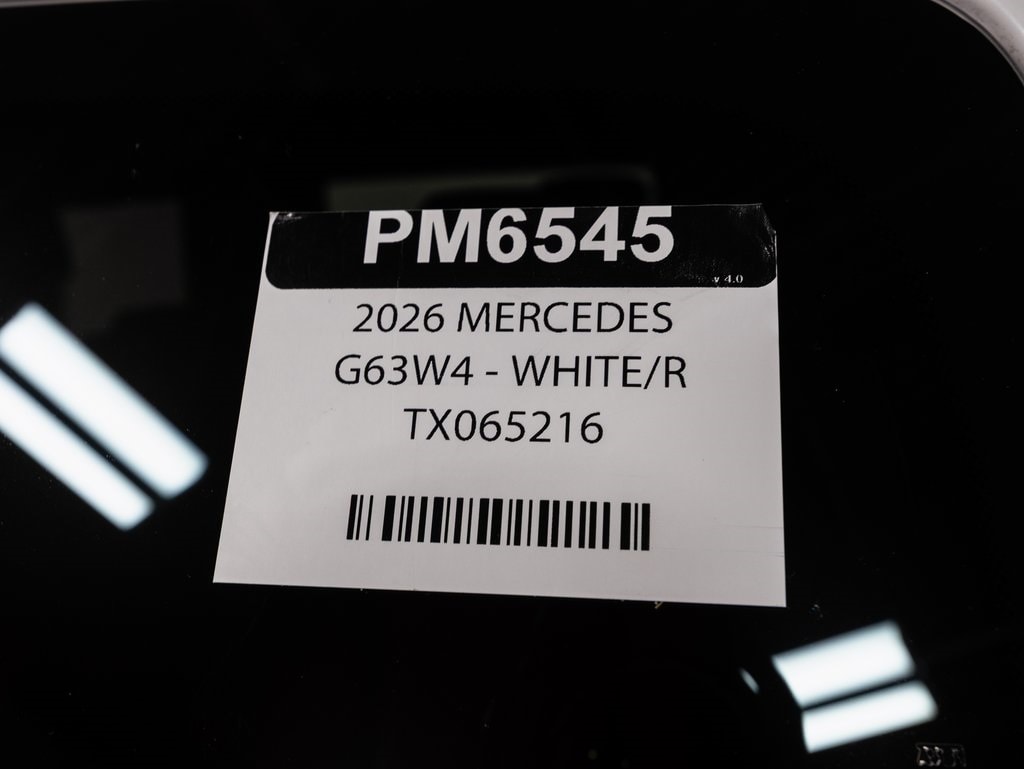 PM6545
v 4.0
2026 MERCEDES
G63W4 - WHITE/R
TX065216